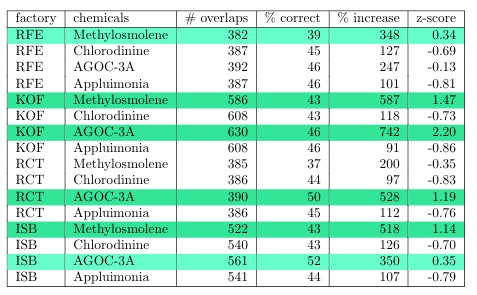 factory chemicals # overlaps % correct % increase z-score
RFE Methylosmolene 382 39 348 0.34
RFE Chlorodinine 387 45 127 -0.69
RFE AGOC-3A 392 46 247 -0.13
RFE Appluimonia 387 46 101 -0.81
KOF Methylosmolene 586 43 587 1.47
KOF Chlorodinine 608 43 118 -0.73
KOF AGOC-3A 630 46 742 2.20
KOF Appluimonia 608 46 91 -0.86
RCT Methylosmolene 385 37 200 -0.35
RCT Chlorodinine 386 44 97 -0.83
RCT AGOC-3A 390 50 528 1.19
RCT Appluimonia 386 45 112 -0.76
ISB Methylosmolene 522 43 518 1.14
ISB Chlorodinine 540 43 126 -0.70
ISB AGOC-3A 561 52 350 0.35
ISB Appluimonia 541 44 107 -0.79